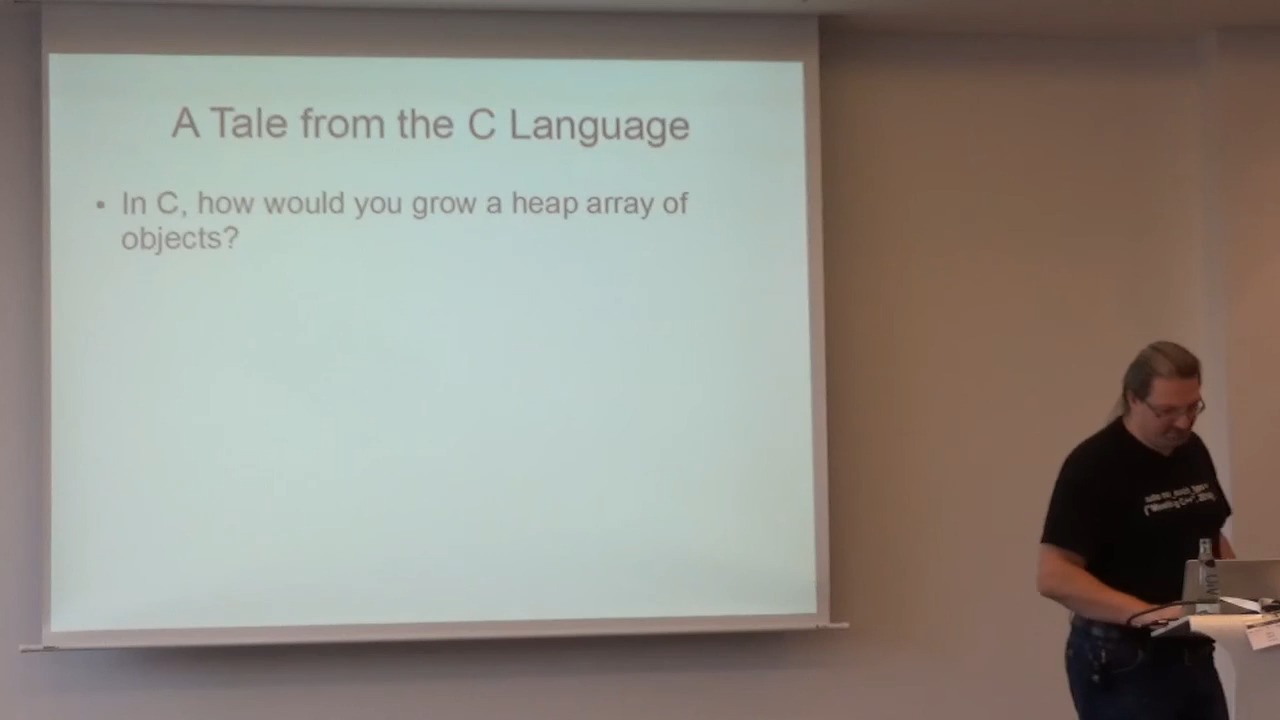 A Tale from the C Language
• In C, how would you grow a heap array of
objects?